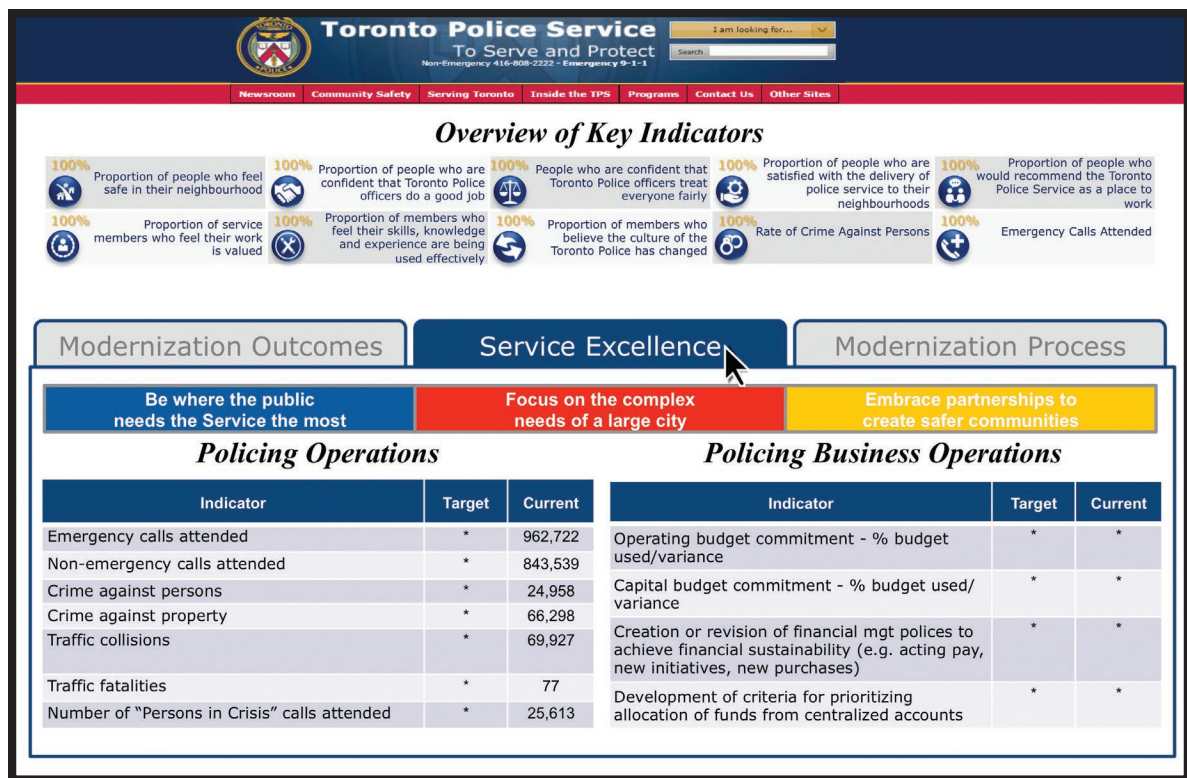 TORONTO
POLICE
Toronto Police Service
To Serve and Protect
Non-Emergency 416-808-2222 - Emergency 9-1-1
I am looking for...
Search
Newsroom Community Safety Serving Toronto Inside the TPS Programs Contact Us Other Sites
Overview of Key Indicators
100%
Proportion of people who feel
safe in their neighbourhood
100%
Proportion of people who are
confident that Toronto Police
officers do a good job
100%
People who are confident that
Toronto Police officers treat
everyone fairly
100%
Proportion of people who are
satisfied with the delivery of
police service to their
neighbourhoods
100%
Proportion of people who
would recommend the Toronto
Police Service as a place to
work
100%
Proportion of service
members who feel their work
is valued
100%
Proportion of members who
feel their skills, knowledge
and experience are being
used effectively
100%
Proportion of members who
believe the culture of the
Toronto Police has changed
100%
Rate of Crime Against Persons
100%
Emergency Calls Attended
Modernization Outcomes
Service Excellence
Modernization Process
Be where the public
needs the Service the most
Focus on the complex
needs of a large city
Embrace partnerships to
create safer communities
Policing Operations
Indicator Target Current
Emergency calls attended * 962,722
Non-emergency calls attended * 843,539
Crime against persons * 24,958
Crime against property * 66,298
Traffic collisions * 69,927
Traffic fatalities * 77
Number of “Persons in Crisis” calls attended * 25,613
Policing Business Operations
Indicator Target Current
Operating budget commitment - % budget * *
used/variance
Capital budget commitment - % budget used/ * *
variance
Creation or revision of financial mgt polices to * *
achieve financial sustainability (e.g. acting pay,
new initiatives, new purchases)
Development of criteria for prioritizing * *
allocation of funds from centralized accounts